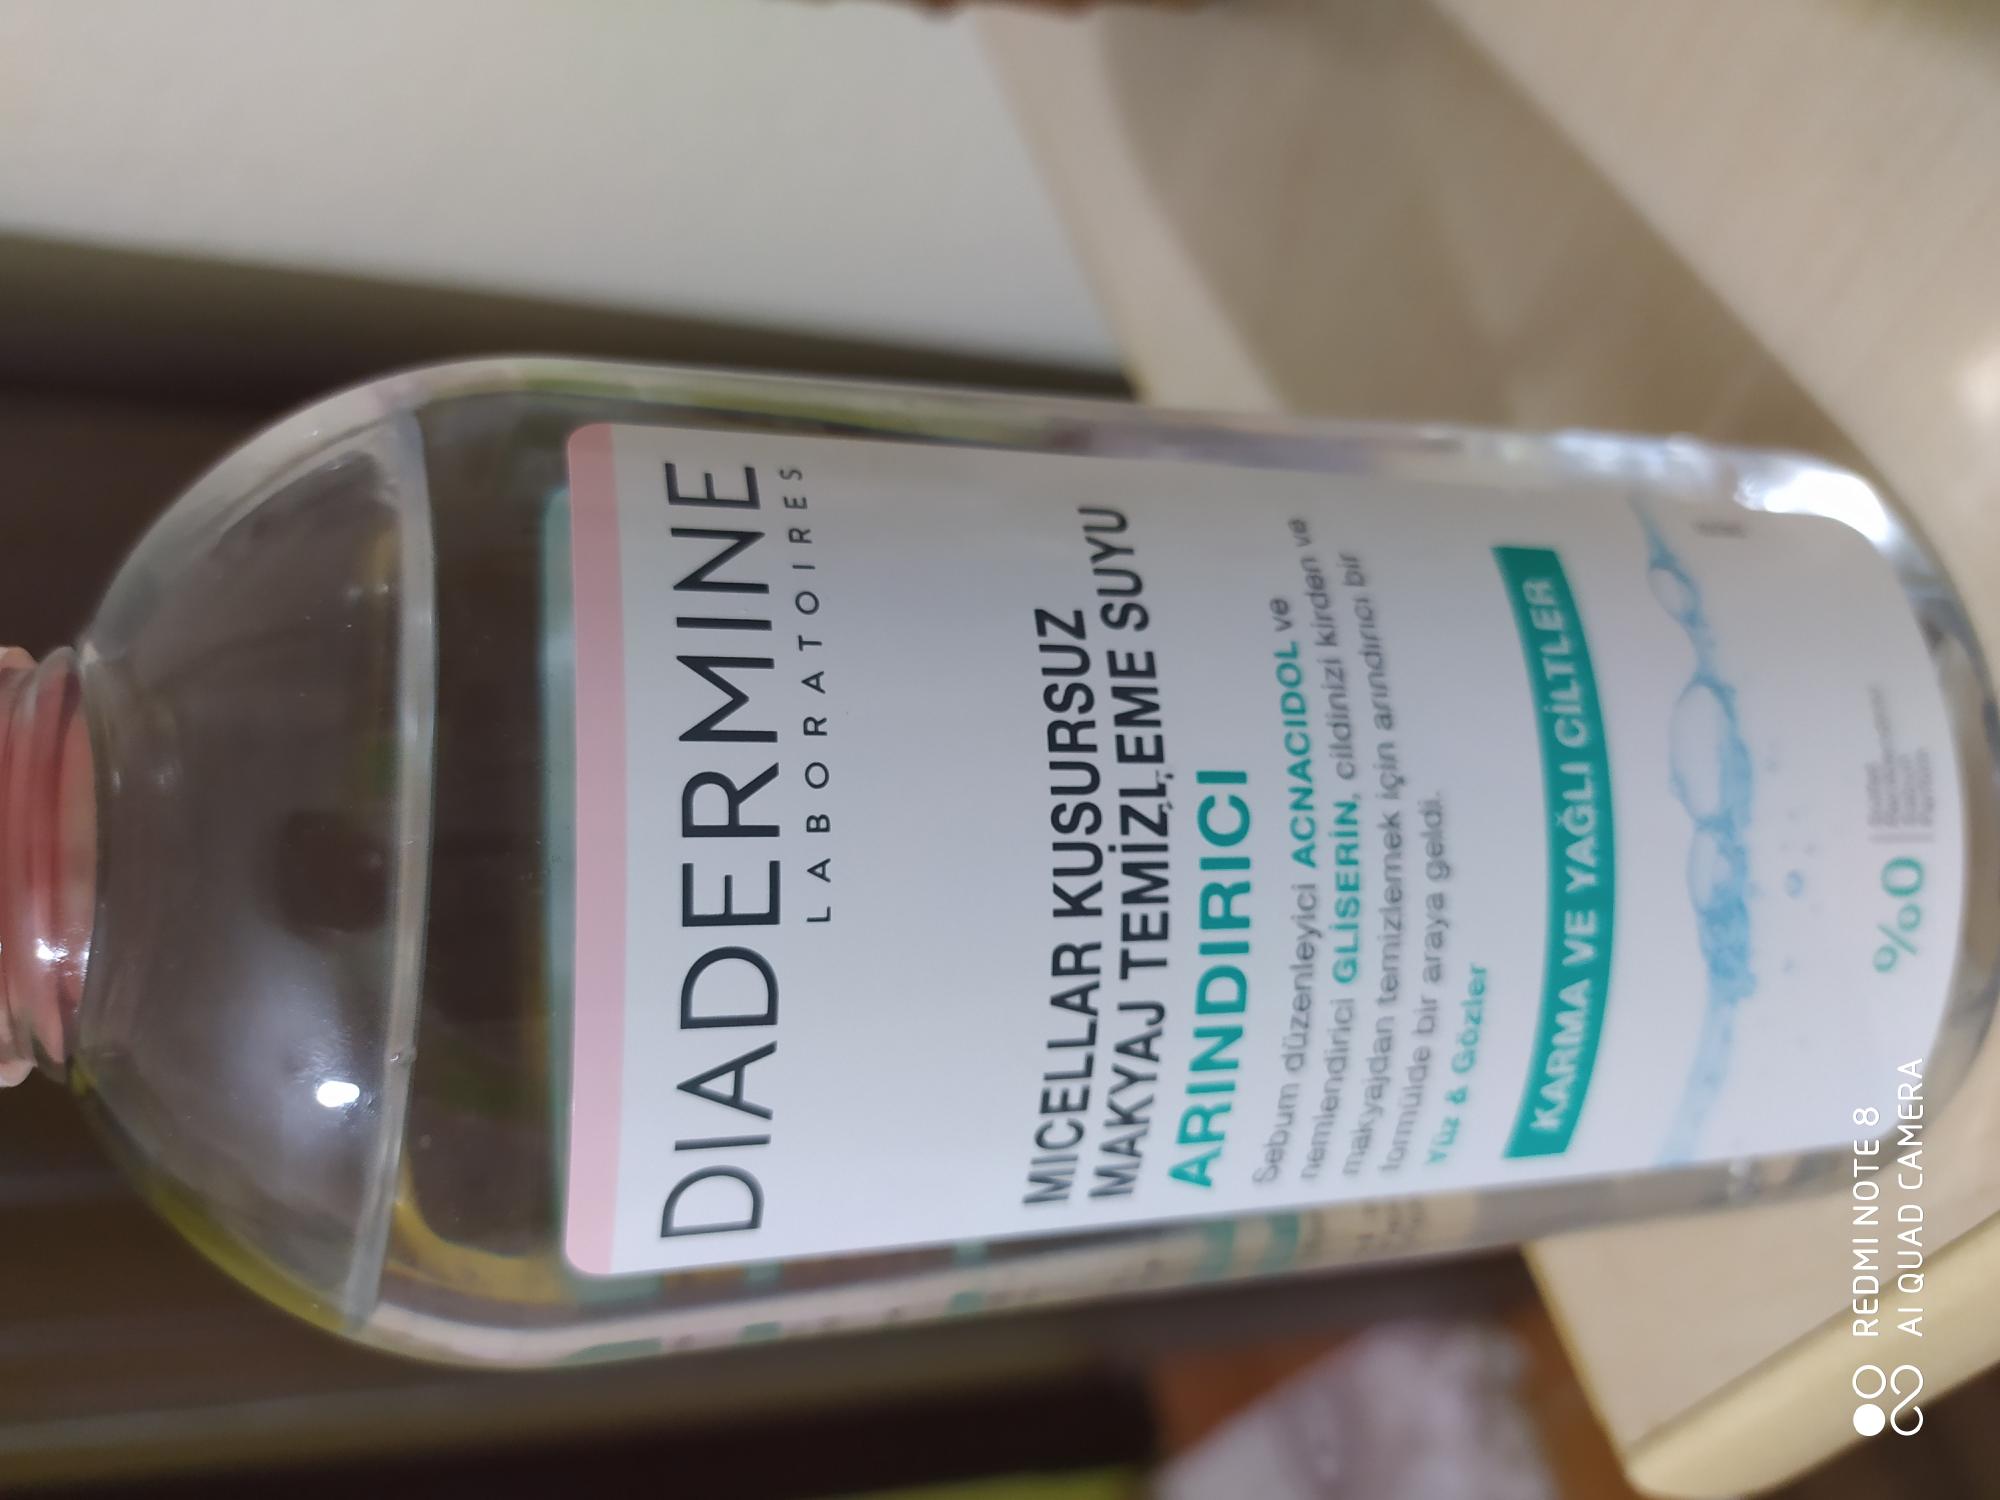 DIADERMINE
LABORATOIRES
MICELLAR KUSURSUZ
MAKYAJ TEMİZLEME SUYU
ARINDIRICI
Sebum düzenleyici ACNACIDOL ve
nemlendirici GLİSERİN, cildinizi kirden ve
makyajdan temizlemek için arındırıcı bir
formülde bir araya geldi.
Yüz & Gözler
KARMA VE YAĞLI CİLTLER
%0
REDMI NOTE 8
AI QUAD CAMERA